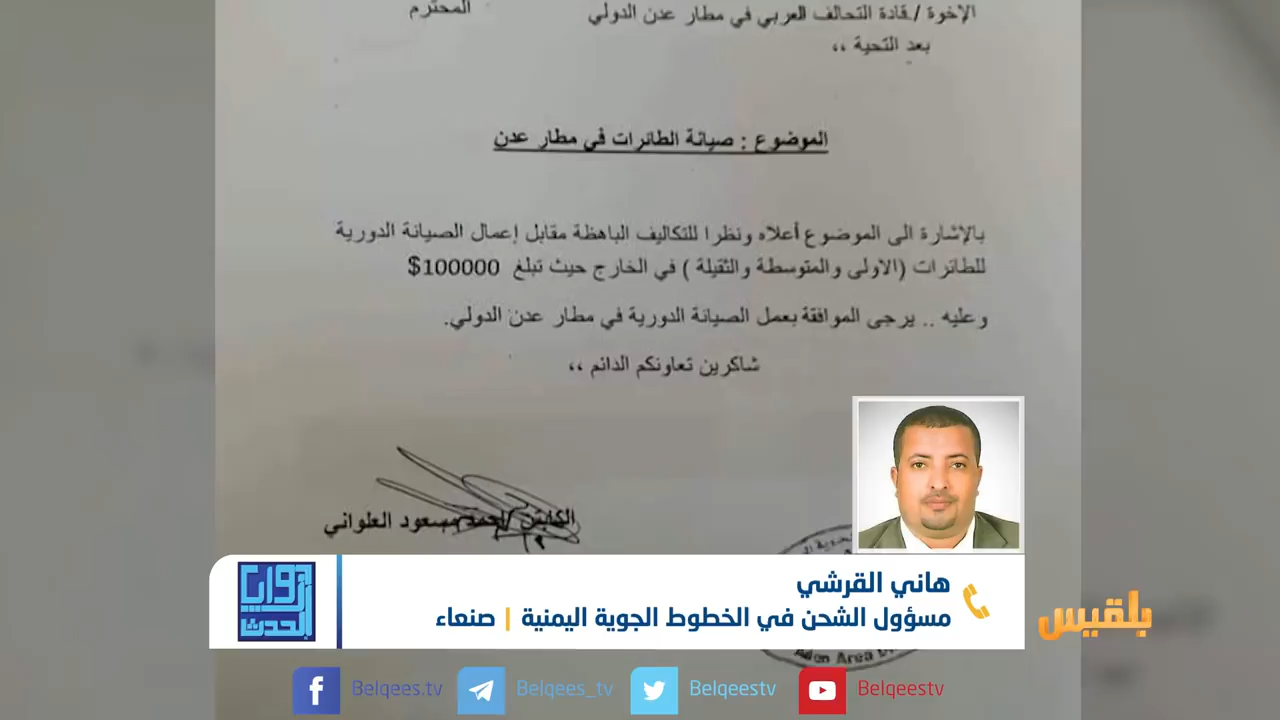 الإخوة / قادة التحالف العربي في مطار عدن الدولي المحترم
بعد التحية ،،
الموضوع : صيانة الطائرات في مطار عدن
بالإشارة الى الموضوع أعلاه ونظرا للتكاليف الباهظة مقابل إعمال الصيانة الدورية
للطائرات (الاولى والمتوسطة والثقيلة ) في الخارج حيث تبلغ 100000$
وعليه .. يرجى الموافقة بعمل الصيانة الدورية في مطار عدن الدولي.
شاكرين تعاونكم الدائم ،،
الكابتن /احمد مسعود العلواني
هاني القرشي
مسؤول الشحن في الخطوط الجوية اليمنية | صنعاء
زوايا الحدث
بلقيس
Aden Area
Belqees.tv
Belqees_tv
Belqeestv
Belqeestv